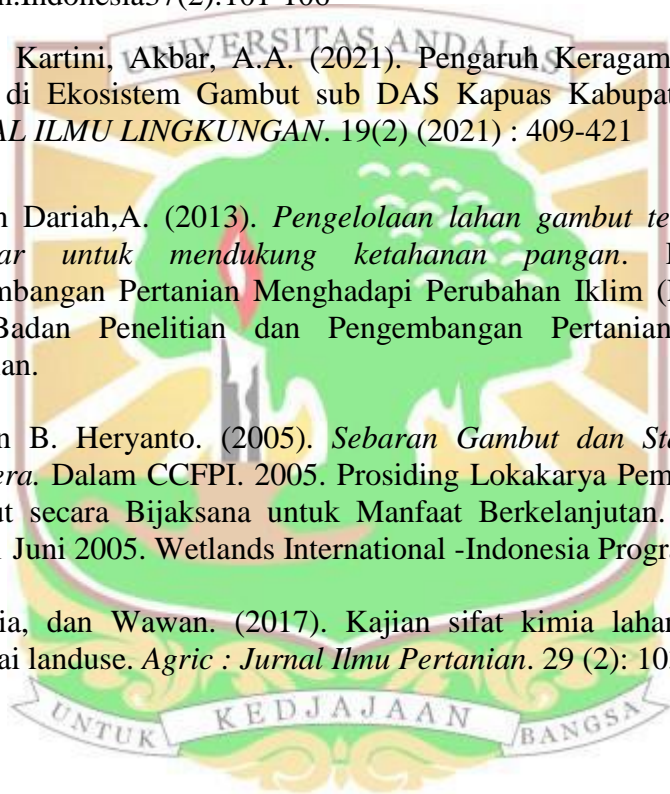 n.Indonesia37(2).101-106
UNIVERSITAS ANDALAS
Kartini, Akbar, A.A. (2021). Pengaruh Keragam
di Ekosistem Gambut sub DAS Kapuas Kabupat
AL ILMU LINGKUNGAN. 19(2) (2021) : 409-421
n Dariah,A. (2013). Pengelolaan lahan gambut te
ar untuk mendukung ketahanan pangan.
mbangan Pertanian Menghadapi Perubahan Iklim (
Badan Penelitian dan Pengembangan Pertanian
an.
n B. Heryanto. (2005). Sebaran Gambut dan Sta
era. Dalam CCFPI. 2005. Prosiding Lokakarya Pem
ut secara Bijaksana untuk Manfaat Berkelanjutan.
Juni 2005. Wetlands International -Indonesia Progra
ia, dan Wawan. (2017). Kajian sifat kimia lahan
ai landuse. Agric : Jurnal Ilmu Pertanian. 29 (2): 10
UNTUK KEDJAJAAN BANGSA